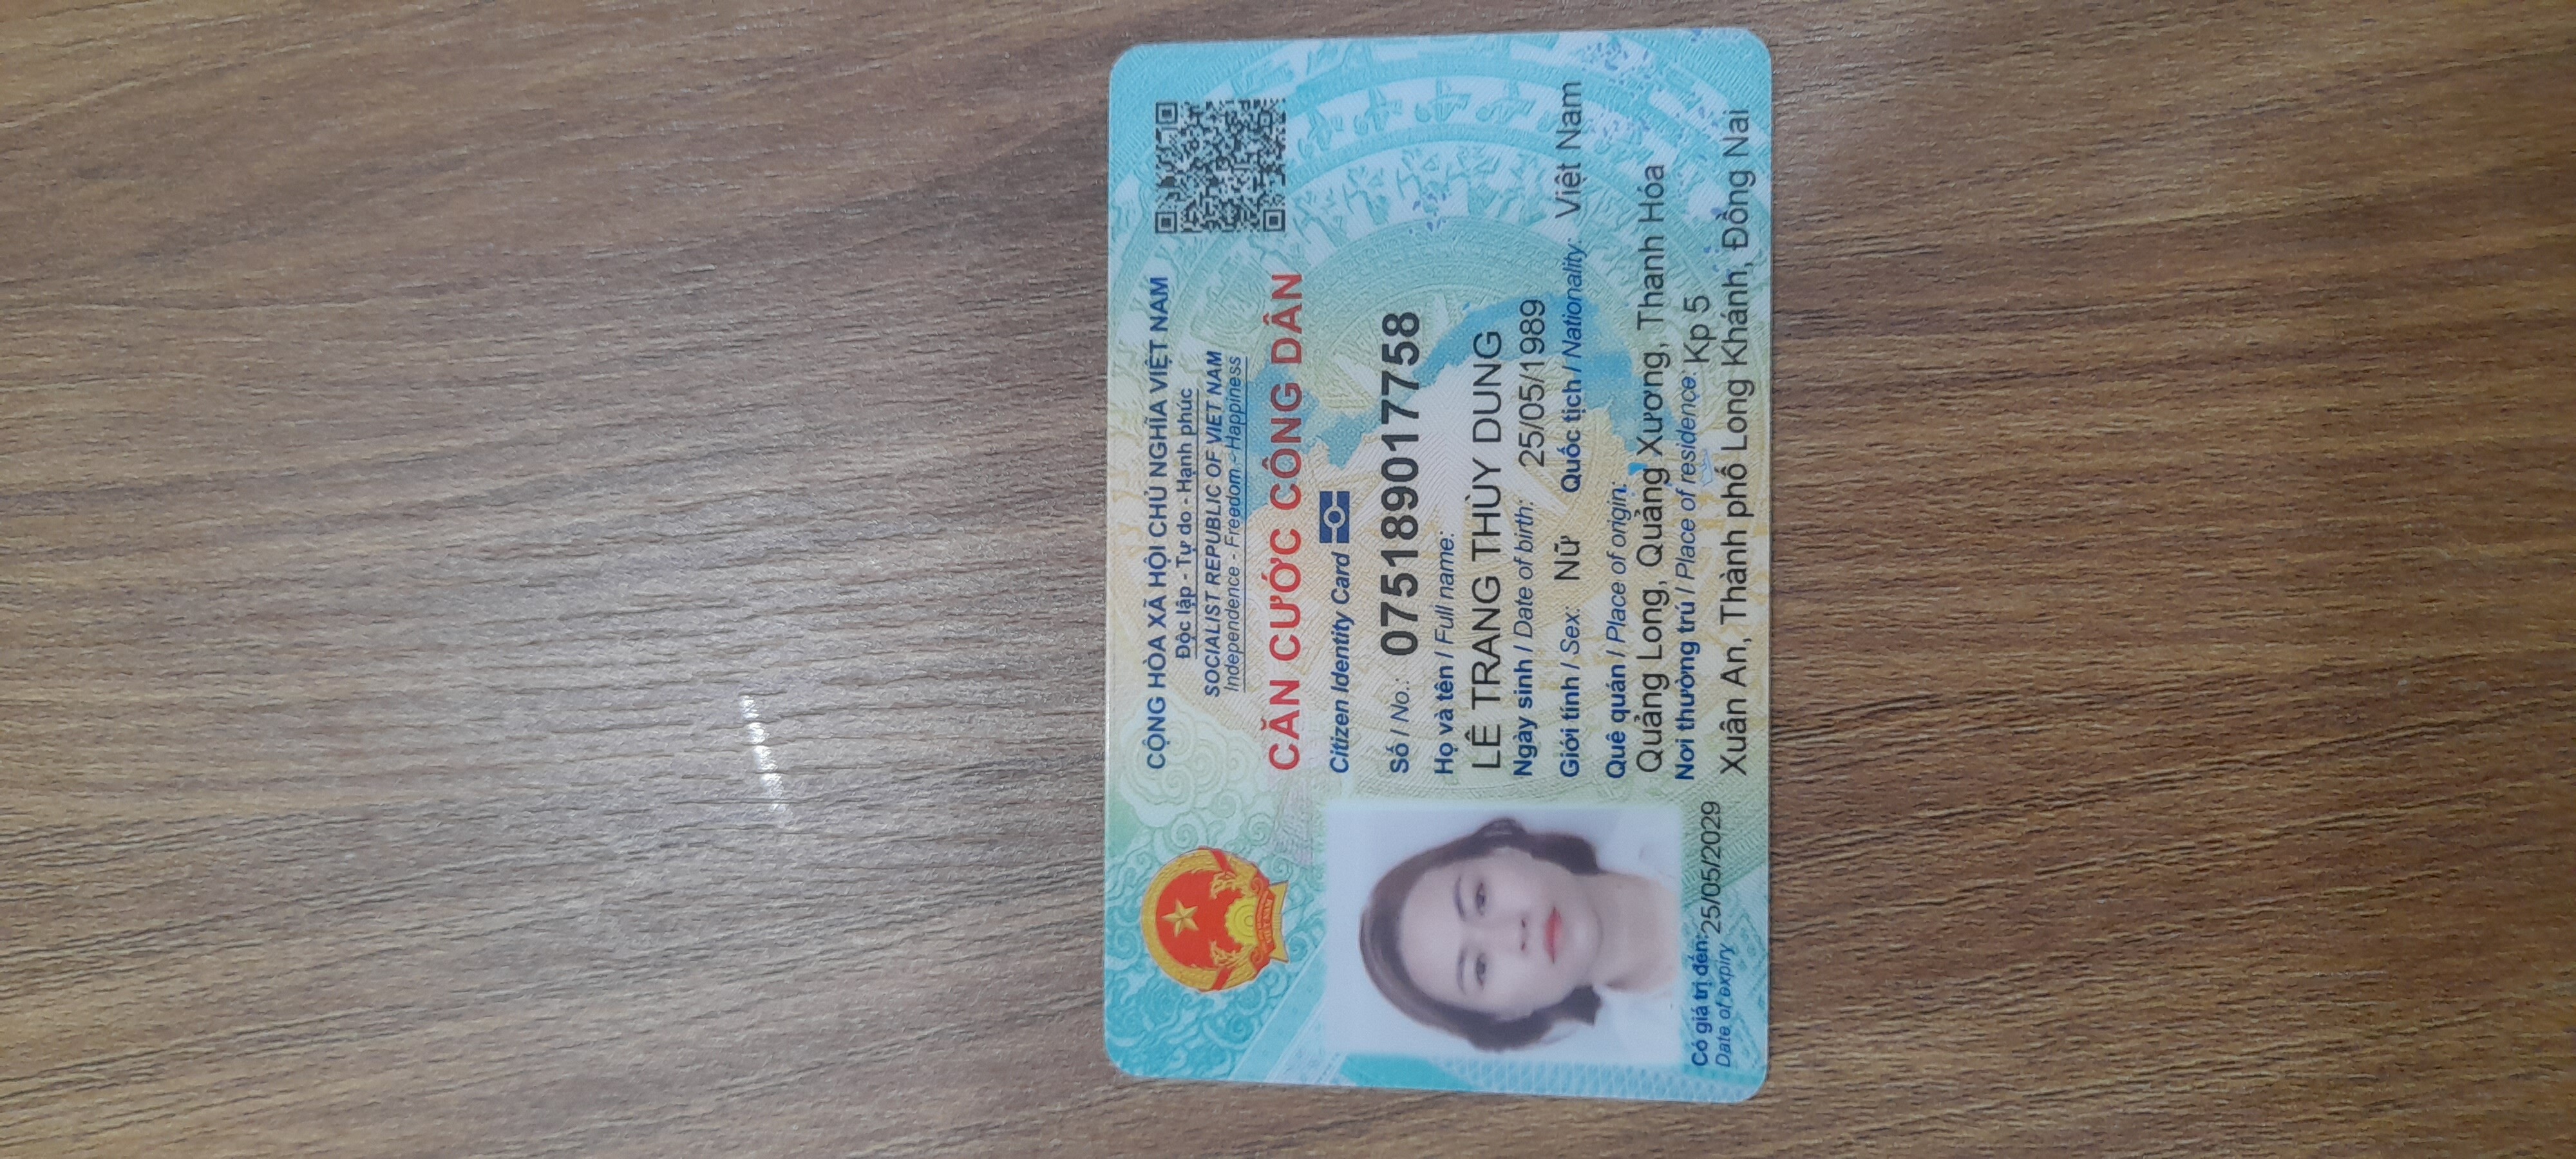 CỘNG HÒA XÃ HỘI CHỦ NGHĨA VIỆT NAM
Độc lập - Tự do - Hạnh phúc
SOCIALIST REPUBLIC OF VIET NAM
Independence - Freedom - Happiness
CĂN CƯỚC CÔNG DÂN
Citizen Identity Card
Số / No.: 075189017758
Họ và tên / Full name:
LÊ TRANG THÙY DUNG
Ngày sinh / Date of birth: 25/05/1989
Giới tính / Sex: Nữ Quốc tịch / Nationality: Việt Nam
Quê quán / Place of origin:
Quảng Long, Quảng Xương, Thanh Hóa
Nơi thường trú / Place of residence: Kp 5
Xuân An, Thành phố Long Khánh, Đồng Nai
Có giá trị đến: 25/05/2029
Date of expiry
VIỆT NAM